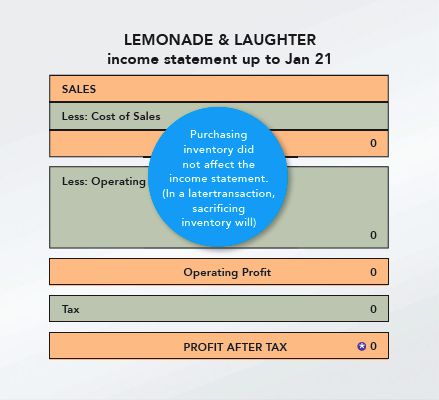 LEMONADE & LAUGHTER
income statement up to Jan 21
SALES
Less: Cost of Sales
0
Purchasing
inventory did
not affect the
income statement.
(In a latertransaction,
sacrificing
inventory will)
Less: Operating
0
Operating Profit 0
Tax 0
PROFIT AFTER TAX * 0